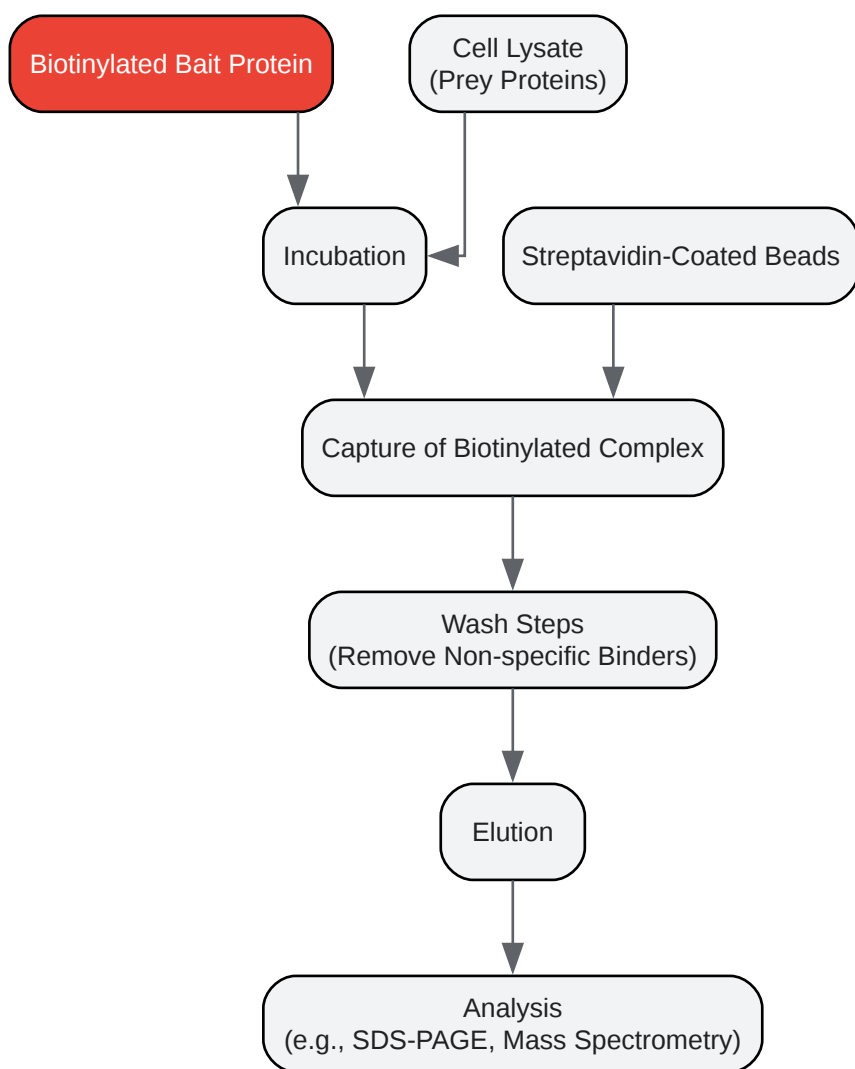 Biotinylated Bait Protein
Cell Lysate
(Prey Proteins)
Incubation
Streptavidin-Coated Beads
Capture of Biotinylated Complex
Wash Steps
(Remove Non-specific Binders)
Elution
Analysis
(e.g., SDS-PAGE, Mass Spectrometry)